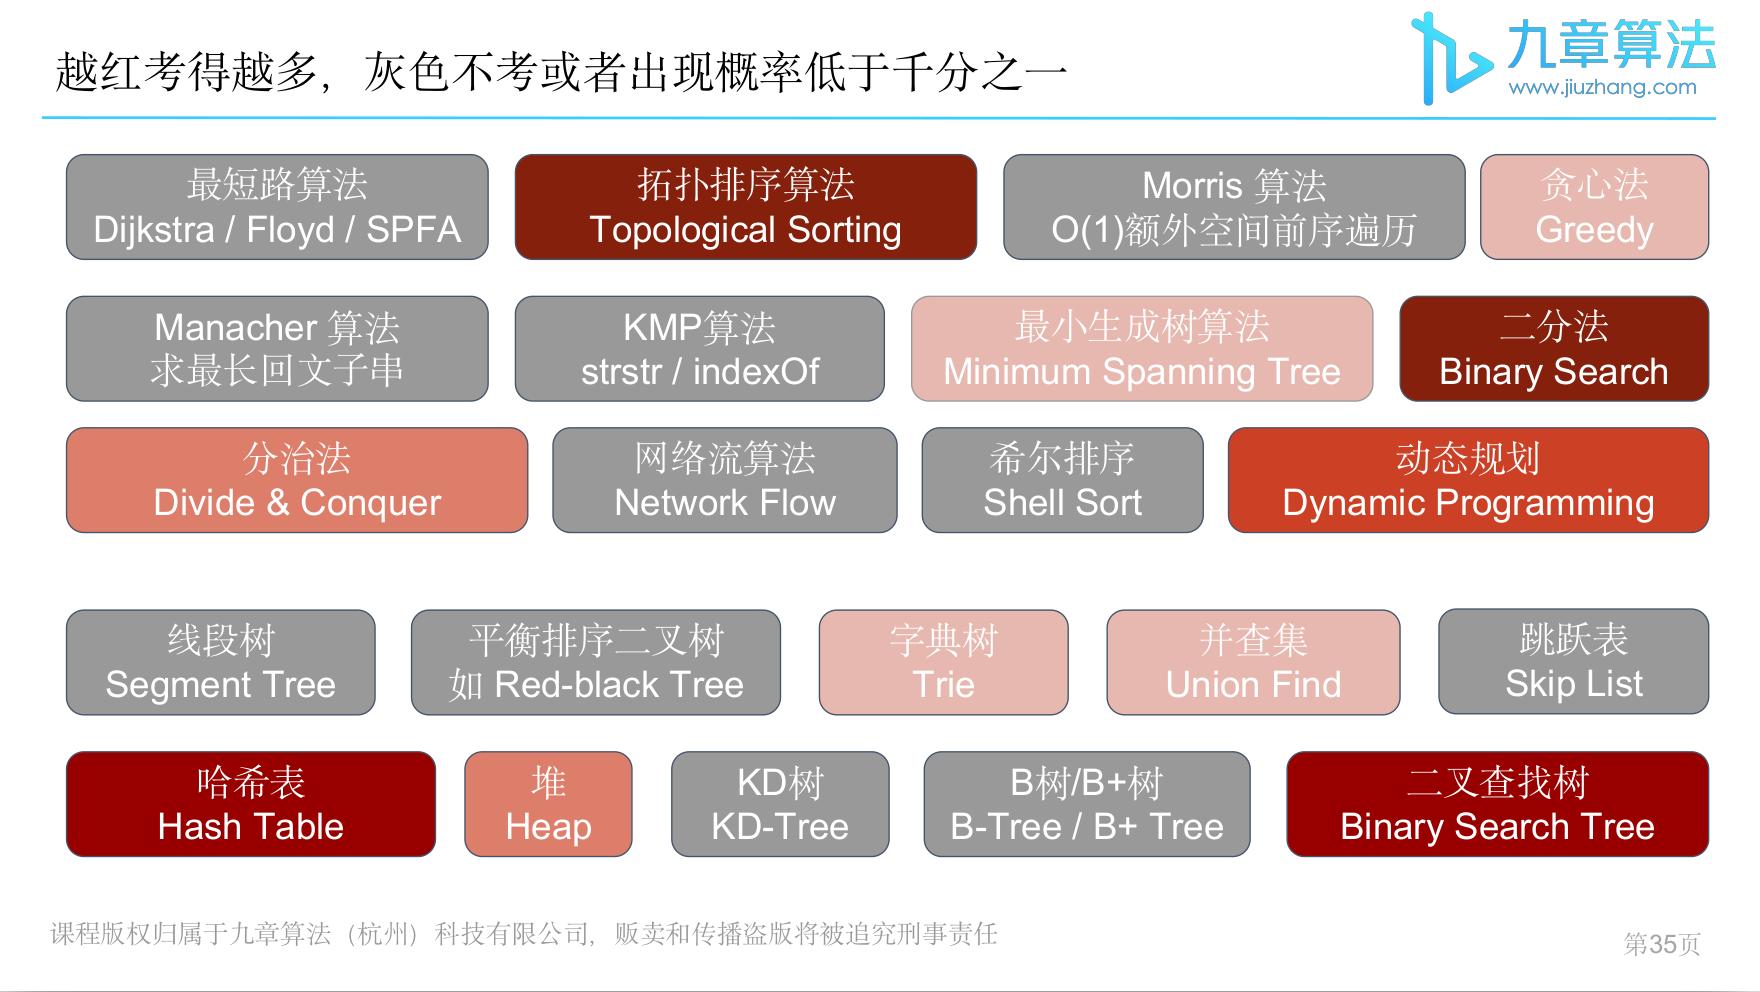 越红考得越多，灰色不考或者出现概率低于千分之一
九章算法
www.jiuzhang.com
最短路算法
Dijkstra / Floyd / SPFA
拓扑排序算法
Topological Sorting
Morris 算法
O(1)额外空间前序遍历
贪心法
Greedy
Manacher 算法
求最长回文子串
KMP算法
strstr / indexOf
最小生成树算法
Minimum Spanning Tree
二分法
Binary Search
分治法
Divide & Conquer
网络流算法
Network Flow
希尔排序
Shell Sort
动态规划
Dynamic Programming
线段树
Segment Tree
平衡排序二叉树
如 Red-black Tree
字典树
Trie
并查集
Union Find
跳跃表
Skip List
哈希表
Hash Table
堆
Heap
KD树
KD-Tree
B树/B+树
B-Tree / B+ Tree
二叉查找树
Binary Search Tree
课程版权归属于九章算法（杭州）科技有限公司，贩卖和传播盗版将被追究刑事责任
第35页